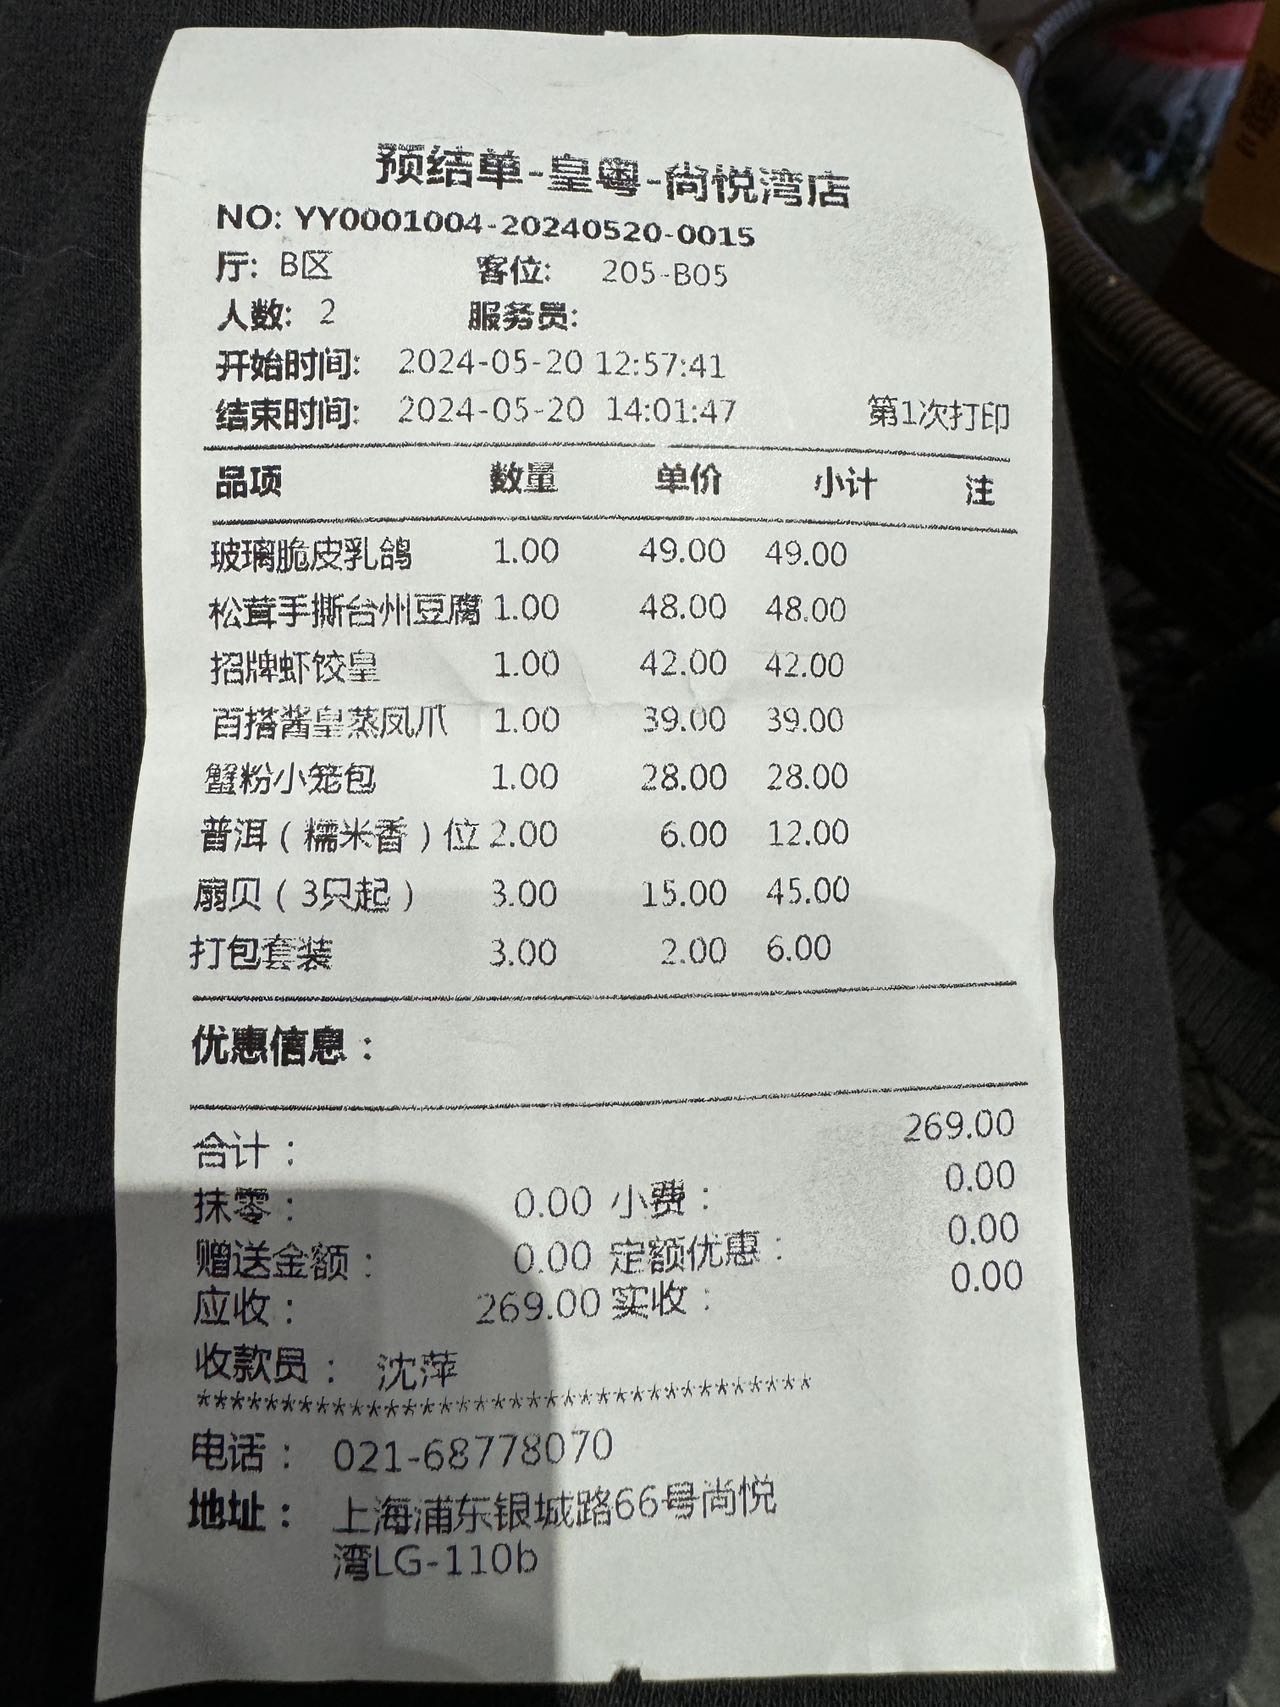 预结单-皇粤-尚悦湾店
NO: YY0001004-20240520-0015
厅: B区 客位: 205-B05
人数: 2 服务员:
开始时间: 2024-05-20 12:57:41
结束时间: 2024-05-20 14:01:47 第1次打印
品项 数量 单价 小计 注
玻璃脆皮乳鸽 1.00 49.00 49.00
松茸手撕台州豆腐 1.00 48.00 48.00
招牌虾饺皇 1.00 42.00 42.00
百搭酱皇蒸凤爪 1.00 39.00 39.00
蟹粉小笼包 1.00 28.00 28.00
普洱（糯米香）位 2.00 6.00 12.00
扇贝（3只起） 3.00 15.00 45.00
打包套装 3.00 2.00 6.00
优惠信息：
合计： 269.00
抹零： 0.00 小费： 0.00
赠送金额： 0.00 定额优惠： 0.00
应收： 269.00 实收： 0.00
收款员： 沈萍
*************************************
电话： 021-68778070
地址： 上海浦东银城路66号尚悦
湾LG-110b